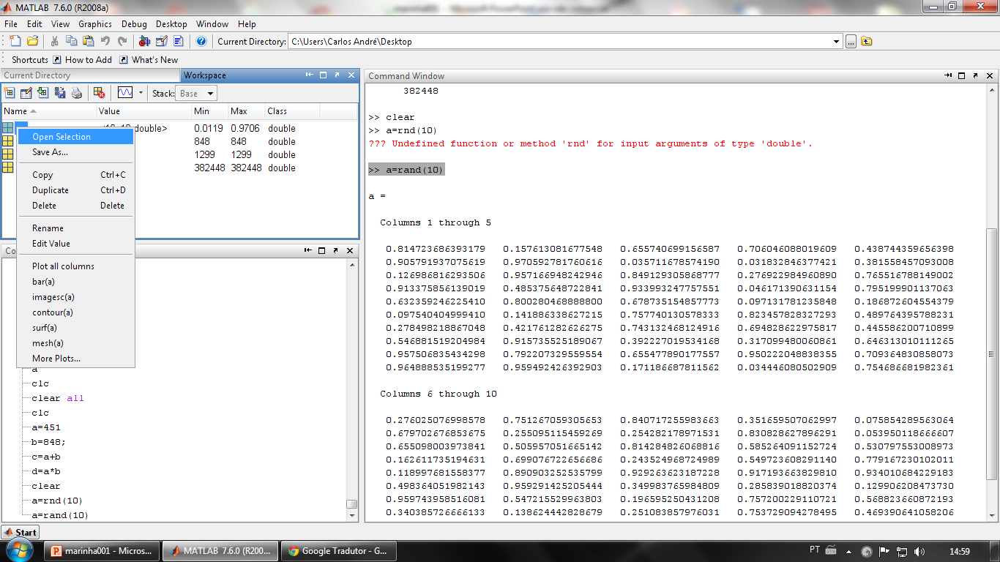 MATLAB 7.6.0 (R2008a)
File Edit View Graphics Debug Desktop Window Help
Current Directory: C:\Users\Carlos André\Desktop
Shortcuts How to Add What's New
Current Directory Workspace
Stack: Base
Name Value Min Max Class
double> 0.0119 0.9706 double
848 848 double
1299 1299 double
382448 382448 double
Open Selection
Save As...
Copy Ctrl+C
Duplicate Ctrl+D
Delete Delete
Rename
Edit Value
Plot all columns
bar(a)
imagesc(a)
contour(a)
surf(a)
mesh(a)
More Plots...
Co
a
clc
clear all
clc
a=451
b=848;
c=a+b
d=a*b
clear
a=rnd(10)
a=rand(10)
Command Window
382448
>> clear
>> a=rnd(10)
??? Undefined function or method 'rnd' for input arguments of type 'double'.
>> a=rand(10)
a =
Columns 1 through 5
0.814723686393179 0.157613081677548 0.655740699156587 0.706046088019609 0.438744359656398
0.905791937075619 0.970592781760616 0.035711678574190 0.031832846377421 0.381558457093008
0.126986816293506 0.957166948242946 0.849129305868777 0.276922984960890 0.765516788149002
0.913375856139019 0.485375648722841 0.933993247757551 0.046171390631154 0.795199901137063
0.632359246225410 0.800280468888800 0.678735154857773 0.097131781235848 0.186872604554379
0.097540404999410 0.141886338627215 0.757740130578333 0.823457828327293 0.489764395788231
0.278498218867048 0.421761282626275 0.743132468124916 0.694828622975817 0.445586200710899
0.546881519204984 0.915735525189067 0.392227019534168 0.317099480060861 0.646313010111265
0.957506835434298 0.792207329559554 0.655477890177557 0.950222048838355 0.709364830858073
0.964888535199277 0.959492426392903 0.171186687811562 0.034446080502909 0.754686681982361
Columns 6 through 10
0.276025076998578 0.751267059305653 0.840717255983663 0.351659507062997 0.075854289563064
0.679702676853675 0.255095115459269 0.254282178971531 0.830828627896291 0.053950118666607
0.655098003973841 0.505957051665142 0.814284826068816 0.585264091152724 0.530797553008973
0.162611735194631 0.699076722656686 0.243524968724989 0.549723608291140 0.779167230102011
0.118997681558377 0.890903252535799 0.929263623187228 0.917193663829810 0.934010684229183
0.498364051982143 0.959291425205444 0.349983765984809 0.285839018820374 0.129906208473730
0.959743958516081 0.547215529963803 0.196595250431208 0.757200229110721 0.568823660872193
0.340385726666133 0.138624442828679 0.251083857976031 0.753729094278495 0.469390641058206
Start
marinha001 - Micros... MATLAB 7.6.0 (R200... Google Tradutor - G... PT 14:59